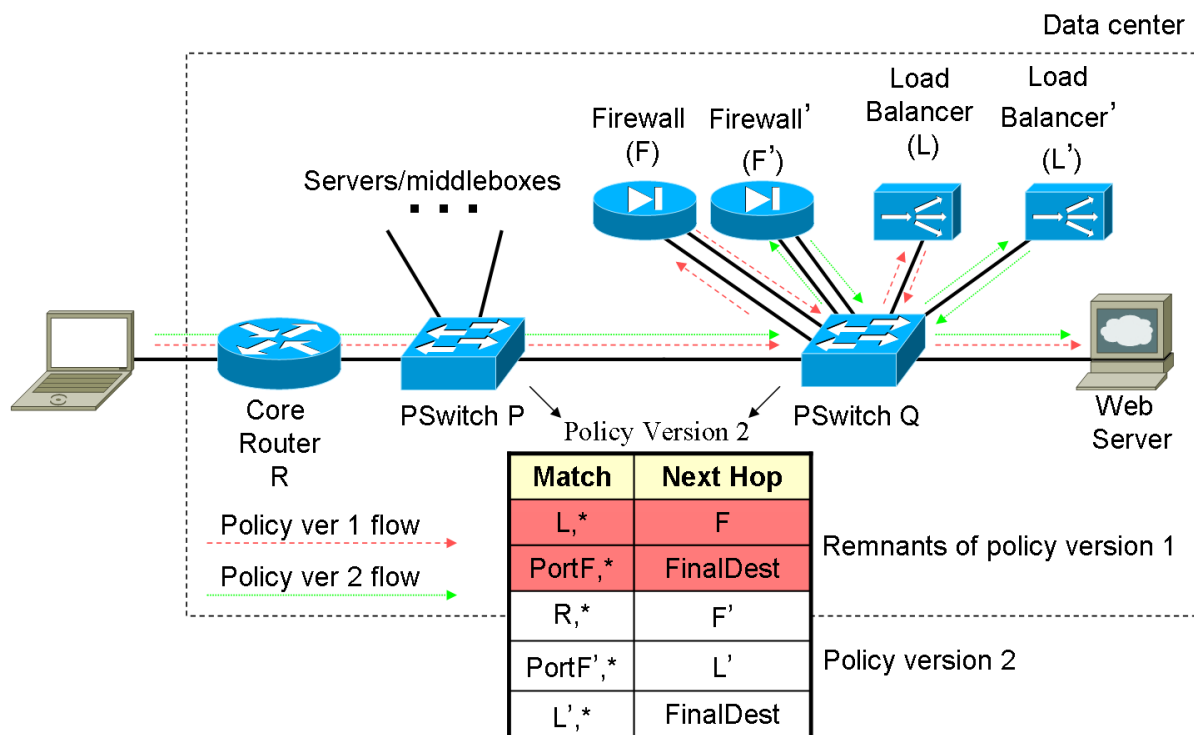 Data center
Firewall
(F)
Firewall’
(F’)
Load
Balancer
(L)
Load
Balancer’
(L’)
Servers/middleboxes
Core
Router
R
PSwitch P
PSwitch Q
Web
Server
Policy Version 2
Match Next Hop
L,* F
PortF,* FinalDest
R,* F’
PortF’,* L’
L’,* FinalDest
Remnants of policy version 1
Policy version 2
Policy ver 1 flow
Policy ver 2 flow